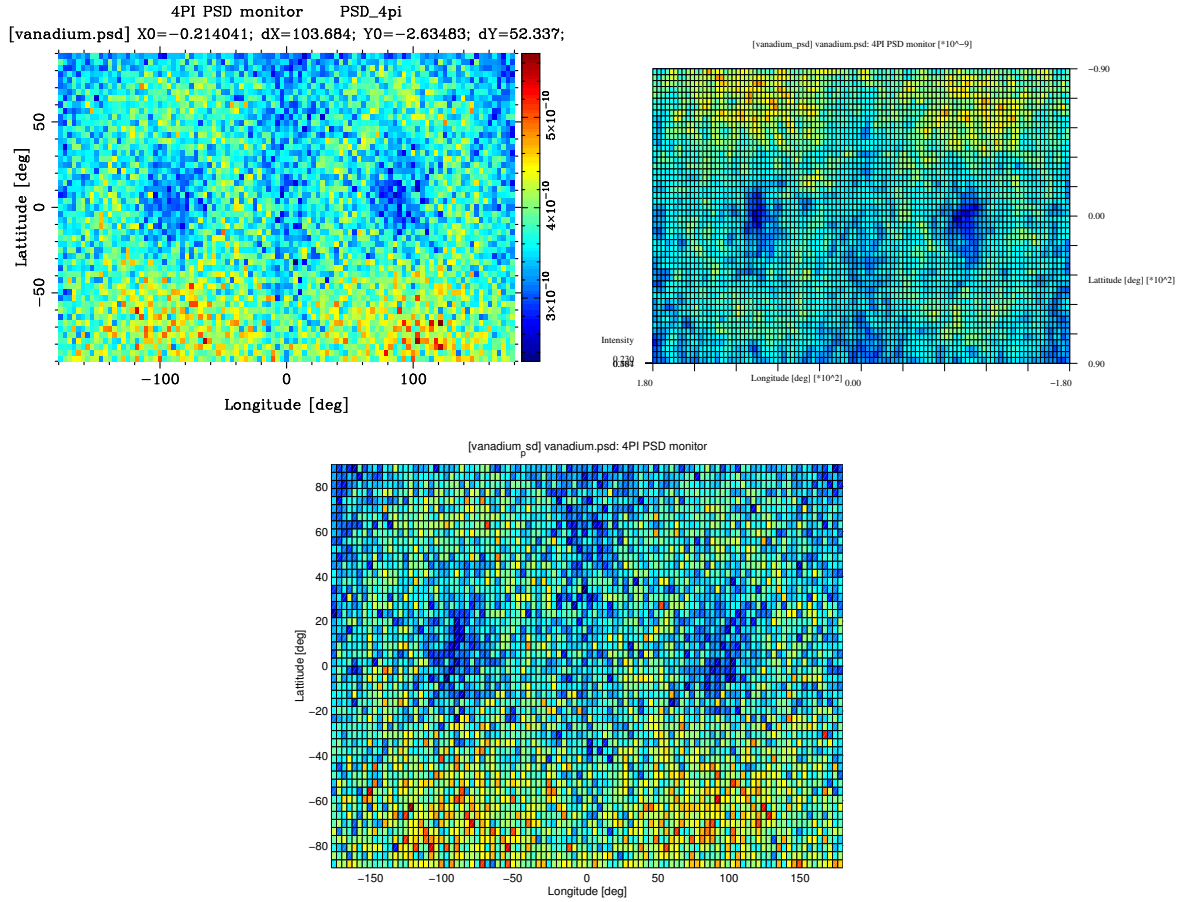 4PI PSD monitor PSD_4pi
[vanadium.psd] X0=−0.214041; dX=103.684; Y0=−2.63483; dY=52.337;
50
0
−50
Lattitude [deg]
−100 0 100
Longitude [deg]
5×10−10
4×10−10
3×10−10
[vanadium_psd] vanadium.psd: 4PI PSD monitor [*10^−9]
−0.90
0.00
Lattitude [deg] [*10^2]
0.90
Intensity
0.230
Longitude [deg] [*10^2]
1.80 0.00 −1.80
[vanadium_psd] vanadium.psd: 4PI PSD monitor
80
60
40
20
0
−20
−40
−60
−80
Lattitude [deg]
−150 −100 −50 0 50 100 150
Longitude [deg]